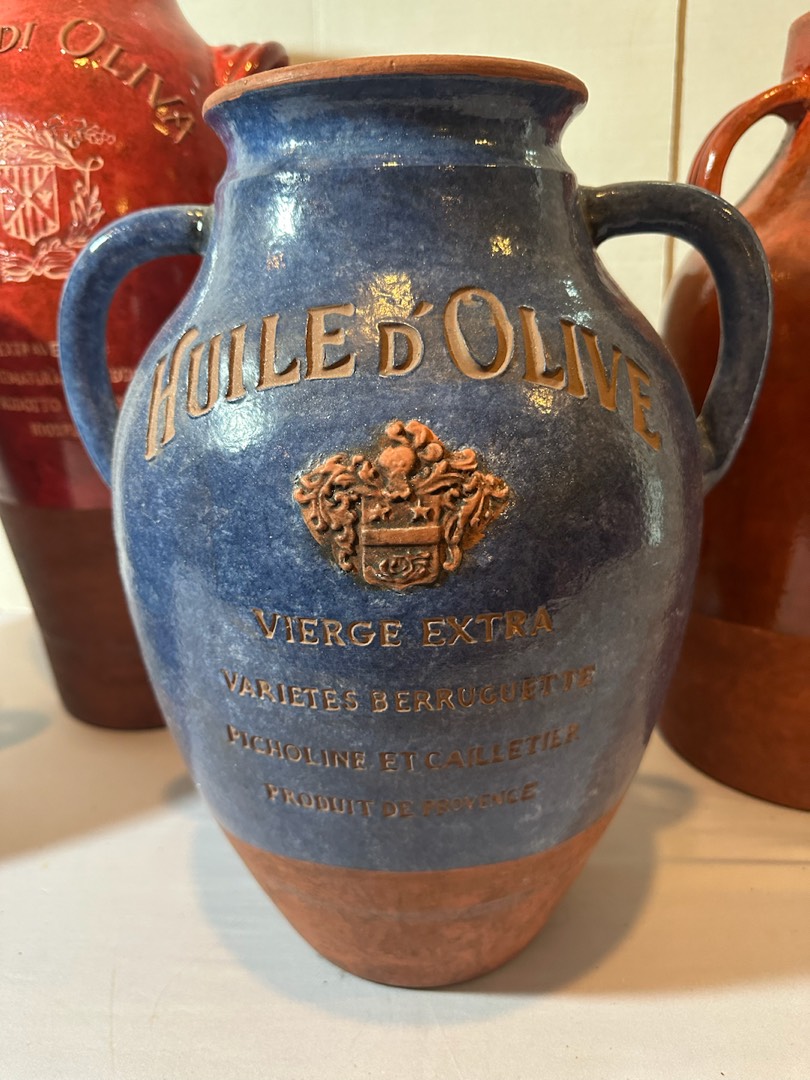 DI OLIVA
HUILE D'OLIVE
VIERGE EXTRA
VARIETES BERRUGUETTE
PICHOLINE ET CAILLETIER
PRODUIT DE PROVENCE